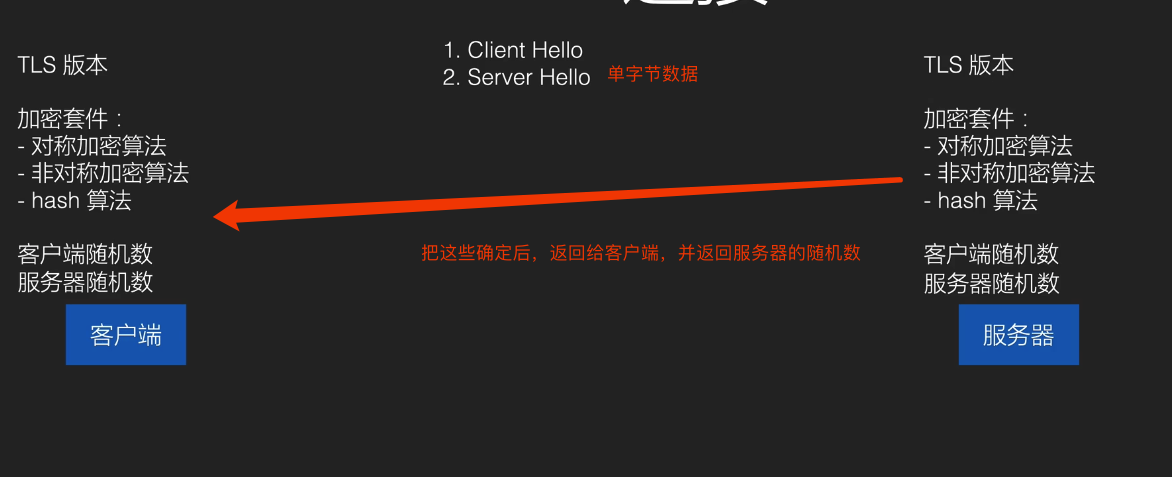 TLS 版本
加密套件：
- 对称加密算法
- 非对称加密算法
- hash 算法
客户端随机数
服务器随机数
客户端
1. Client Hello
2. Server Hello 单字节数据
把这些确定后，返回给客户端，并返回服务器的随机数
TLS 版本
加密套件：
- 对称加密算法
- 非对称加密算法
- hash 算法
客户端随机数
服务器随机数
服务器